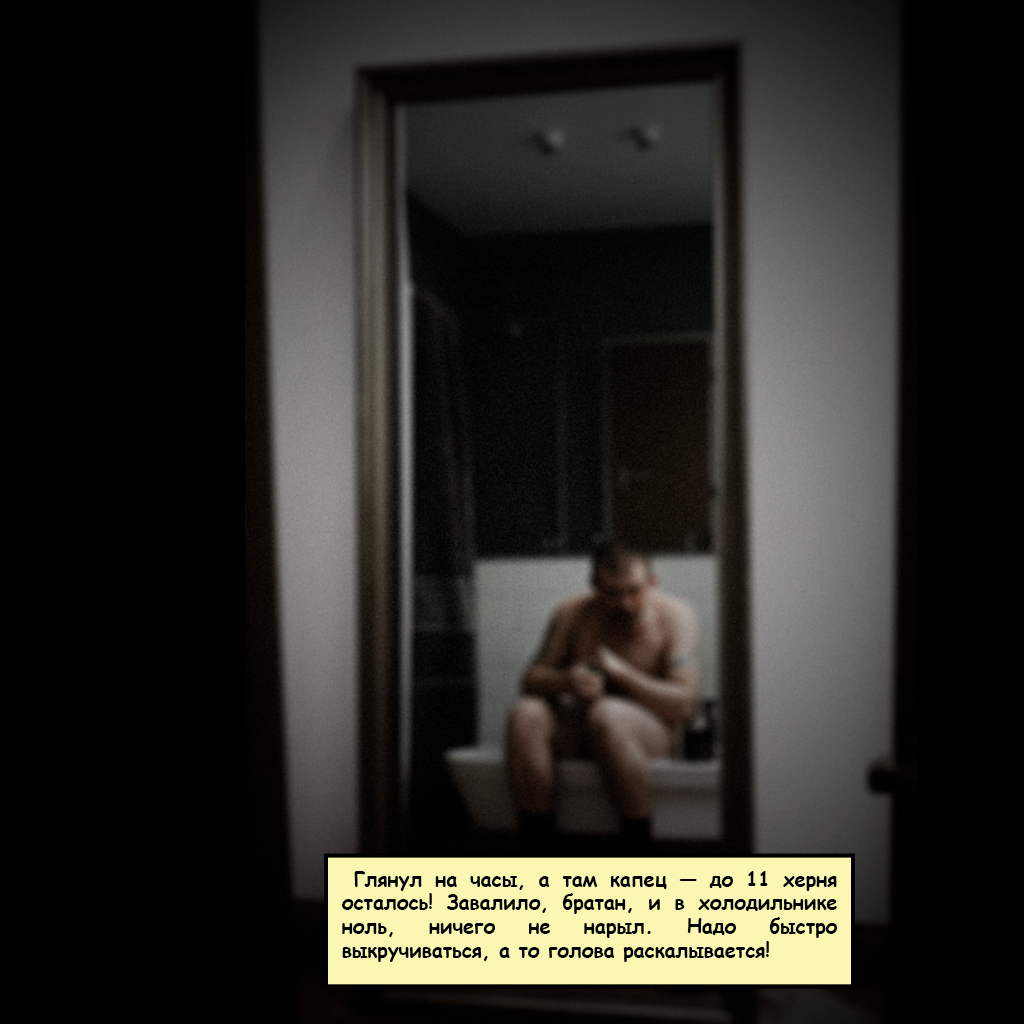 Глянул на часы, а там капец — до 11 херня
осталось! Завалило, братан, и в холодильнике
ноль, ничего не нарыл. Надо быстро
выкручиваться, а то голова раскалывается!